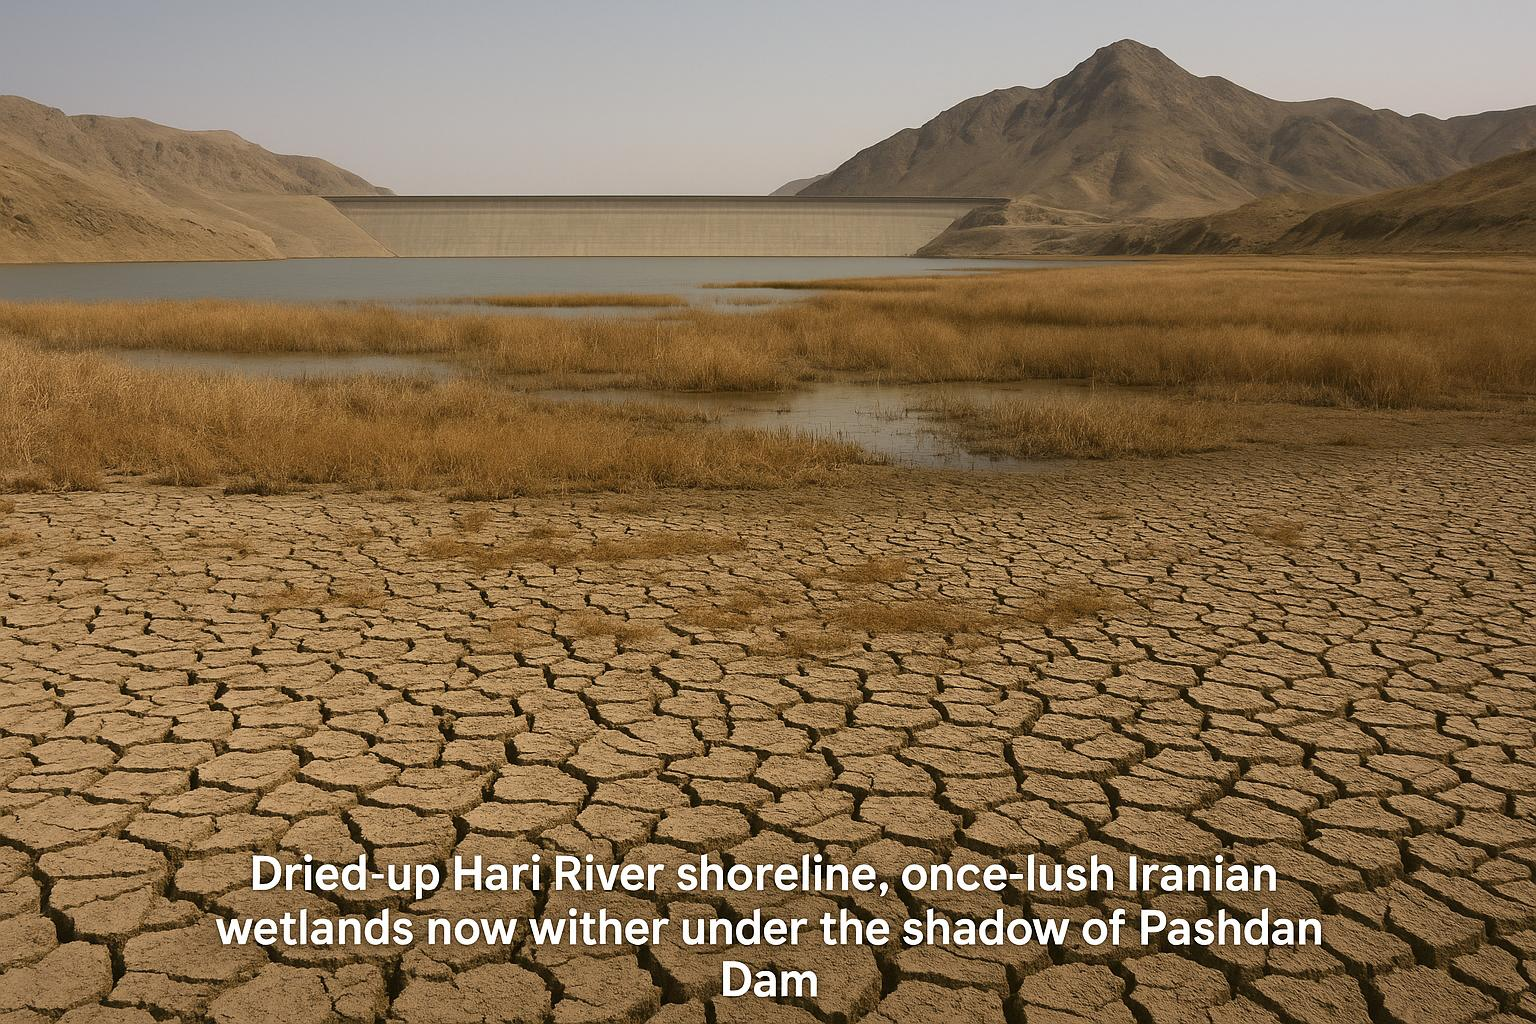 Dried-up Hari River shoreline, once-lush Iranian
wetlands now wither under the shadow of Pashdan
Dam